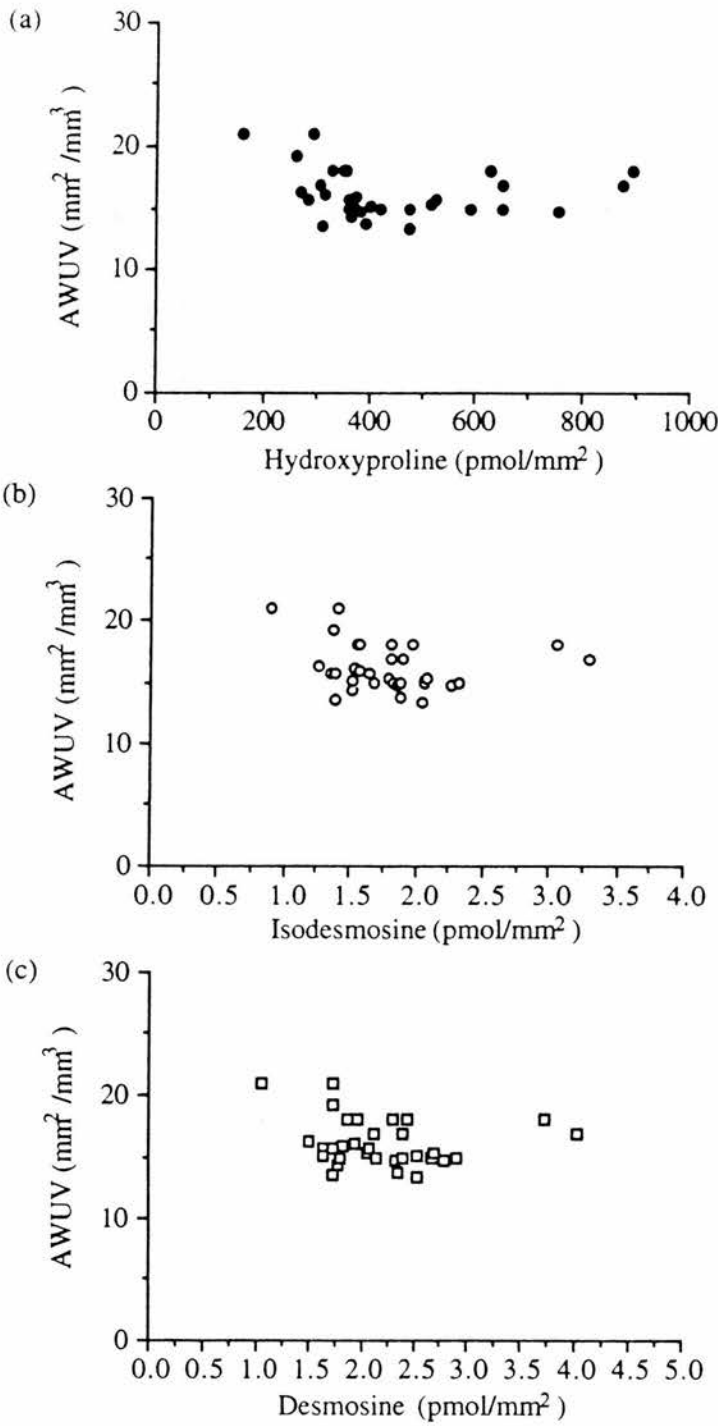 (a)
30
20
10
0
AWUV (mm² /mm³ )
0 200 400 600 800 1000
Hydroxyproline (pmol/mm² )
(b)
30
20
10
0
AWUV (mm² /mm³ )
0.0 0.5 1.0 1.5 2.0 2.5 3.0 3.5 4.0
Isodesmosine (pmol/mm² )
(c)
30
20
10
0
AWUV (mm² /mm³ )
0.0 0.5 1.0 1.5 2.0 2.5 3.0 3.5 4.0 4.5 5.0
Desmosine (pmol/mm² )